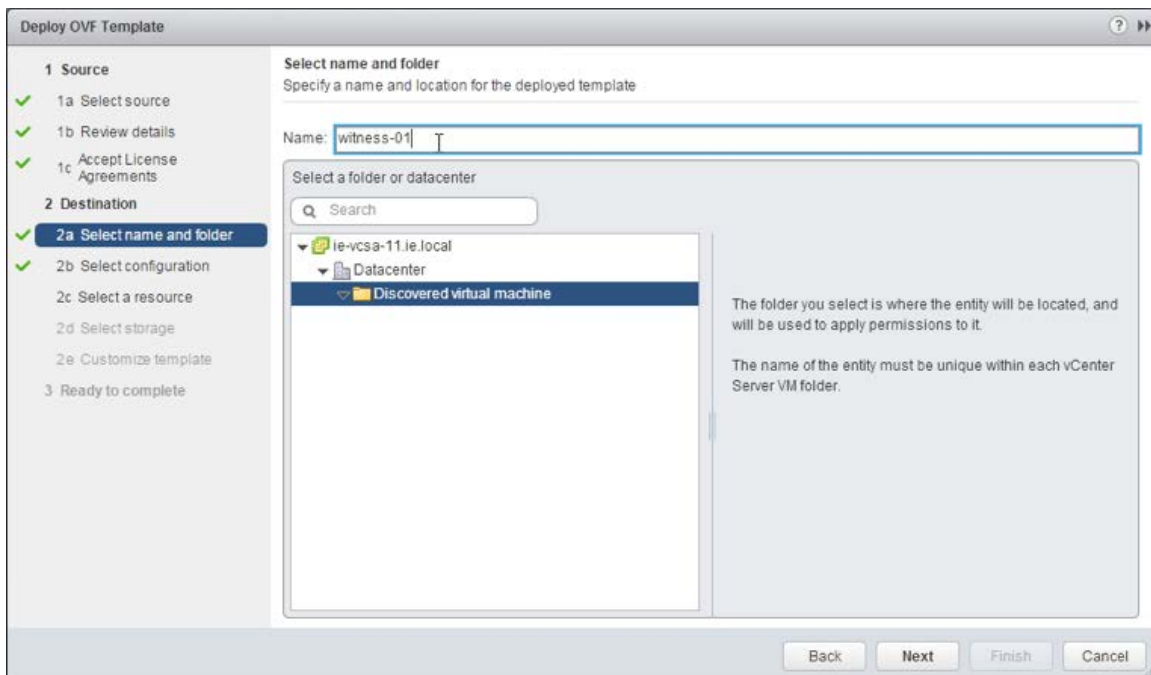 Deploy OVF Template
1 Source
1a Select source
1b Review details
1c Accept License
Agreements
2 Destination
2a Select name and folder
2b Select configuration
2c Select a resource
2d Select storage
2e Customize template
3 Ready to complete
Select name and folder
Specify a name and location for the deployed template
Name: witness-01
Select a folder or datacenter
Search
ie-vcsa-11.ie.local
Datacenter
Discovered virtual machine
The folder you select is where the entity will be located, and
will be used to apply permissions to it.
The name of the entity must be unique within each vCenter
Server VM folder.
Back Next Finish Cancel